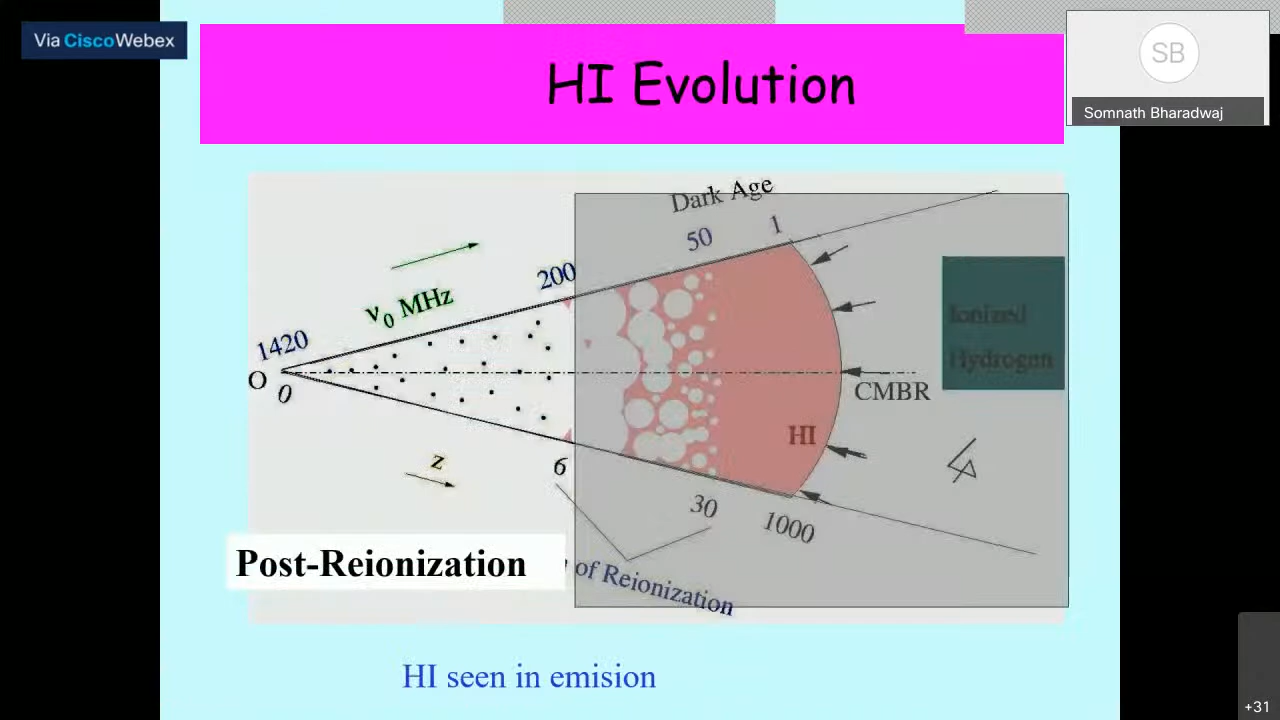 Via CiscoWebex
HI Evolution
SB
Somnath Bharadwaj
Dark Age
1
50
200
ν0 MHz
1420
O
0
Ionized
Hydrogen
CMBR
HI
z
6
30
1000
Post-Reionization
of Reionization
HI seen in emision
+31